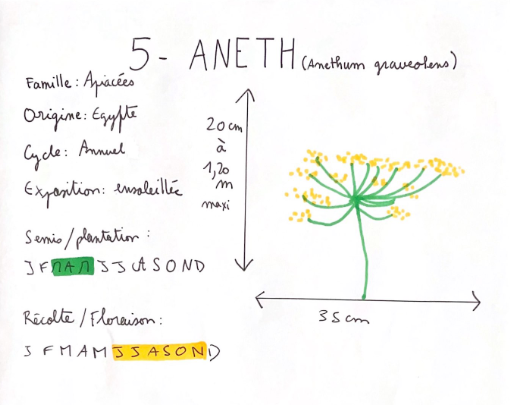 5 - ANETH (Anethum graveolens)
Famille : Apiacées
Origine : Egypte
Cycle : Annuel
Exposition : ensoleillée
20 cm
à
1,20
m
maxi
Semis / plantation :
J F M A M J J A S O N D
35 cm
Récolte / Floraison :
J F M A M J J A S O N D